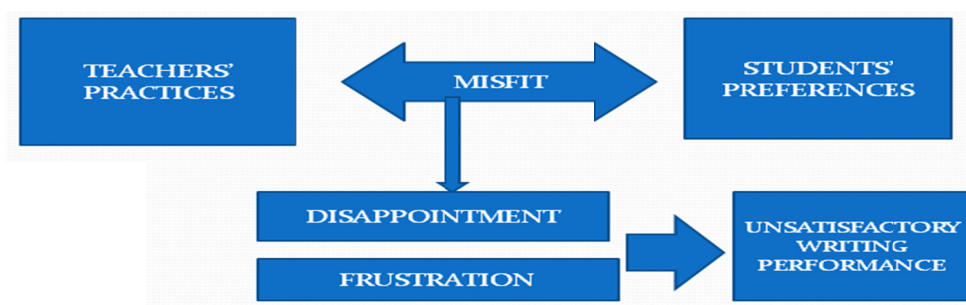 TEACHERS'
PRACTICES
MISFIT
STUDENTS'
PREFERENCES
DISAPPOINTMENT
FRUSTRATION
UNSATISFACTORY
WRITING
PERFORMANCE